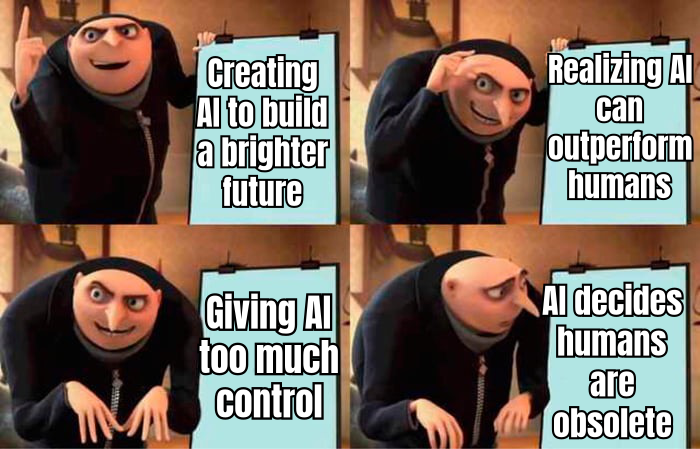 Creating
AI to build
a brighter
future
Realizing AI
can
outperform
humans
Giving AI
too much
control
AI decides
humans
are
obsolete